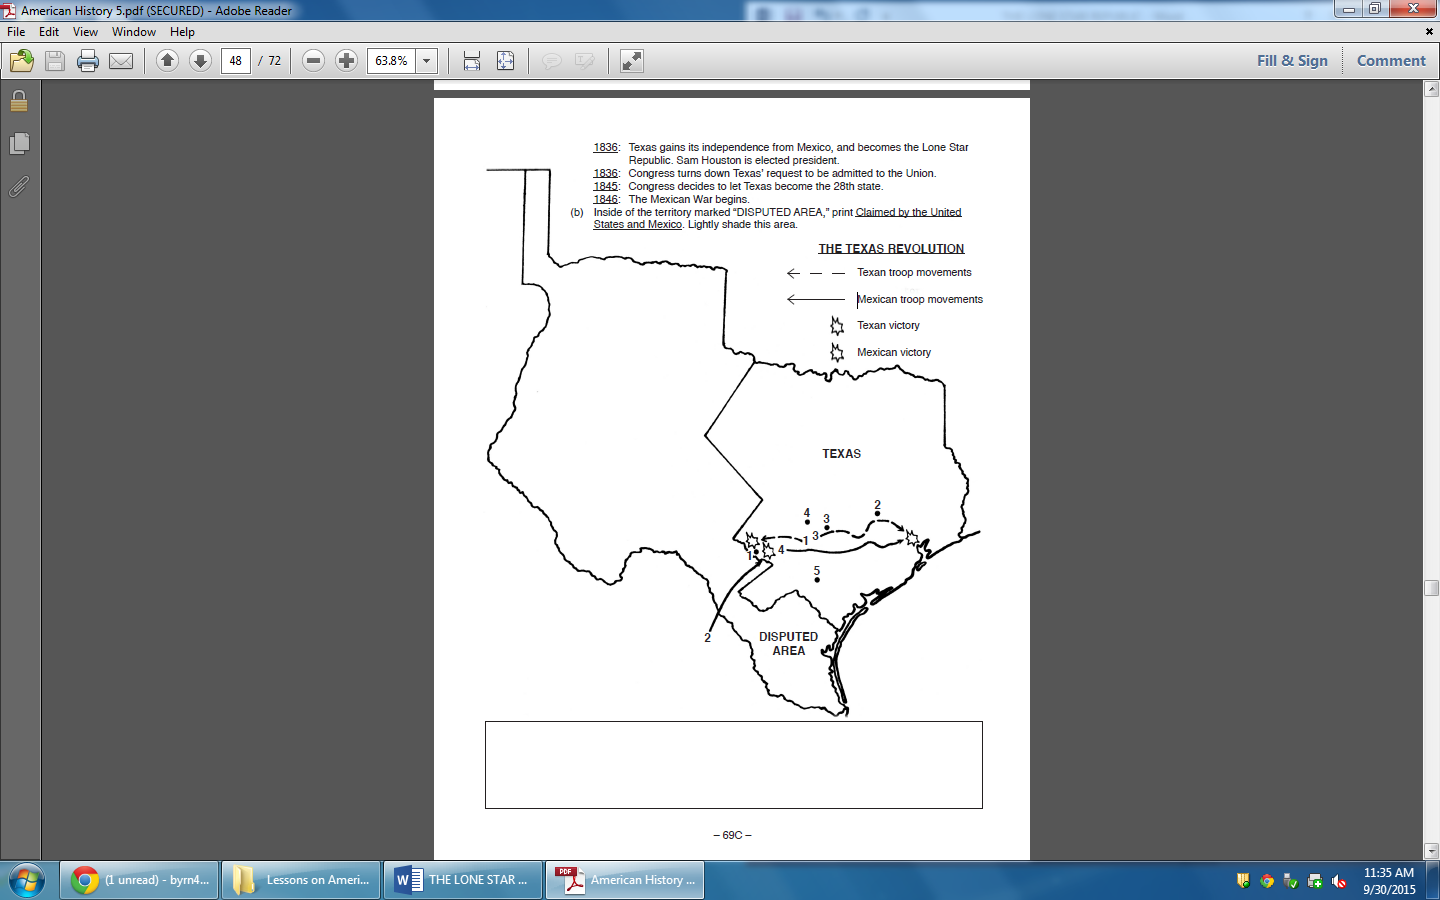 American History 5.pdf (SECURED) - Adobe Reader
File Edit View Window Help
48 / 72 63.8% Fill & Sign Comment
1836: Texas gains its independence from Mexico, and becomes the Lone Star
Republic. Sam Houston is elected president.
1836: Congress turns down Texas' request to be admitted to the Union.
1845: Congress decides to let Texas become the 28th state.
1846: The Mexican War begins.
(b) Inside of the territory marked "DISPUTED AREA," print Claimed by the United
States and Mexico. Lightly shade this area.
THE TEXAS REVOLUTION
Texan troop movements
Mexican troop movements
Texan victory
Mexican victory
TEXAS
2
4
3
3
1
4
1
5
2
DISPUTED
AREA
– 69C –
(1 unread) - byrn4...
Lessons on Ameri...
THE LONE STAR ...
PDF
American History ...
11:35 AM
9/30/2015